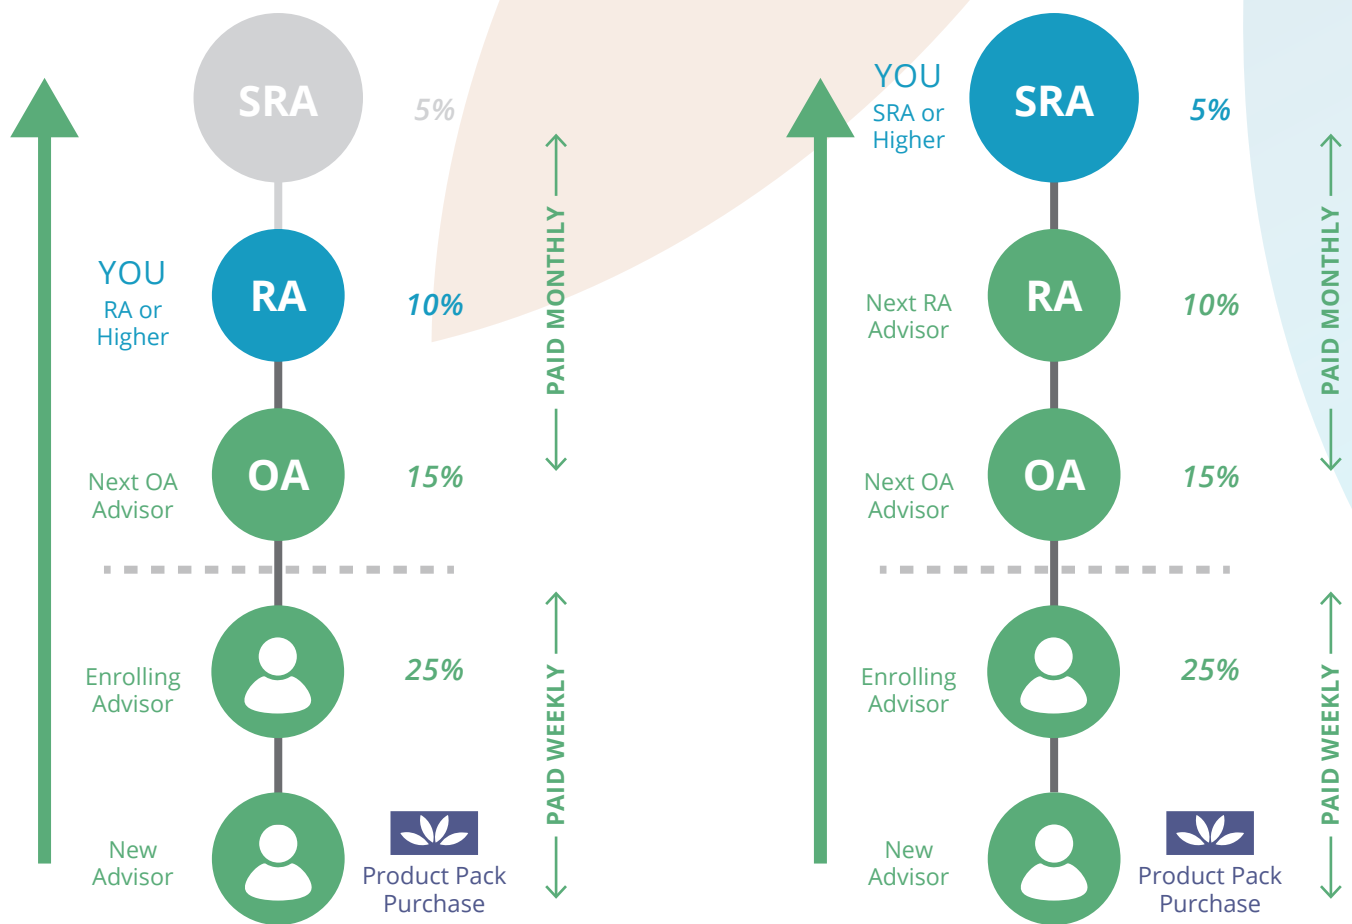 SRA
5%
YOU
RA or
Higher
RA
10%
PAID MONTHLY
Next OA
Advisor
OA
15%
Enrolling
Advisor
25%
PAID WEEKLY
New
Advisor
Product Pack
Purchase
YOU
SRA or
Higher
SRA
5%
Next RA
Advisor
RA
10%
PAID MONTHLY
Next OA
Advisor
OA
15%
Enrolling
Advisor
25%
PAID WEEKLY
New
Advisor
Product Pack
Purchase